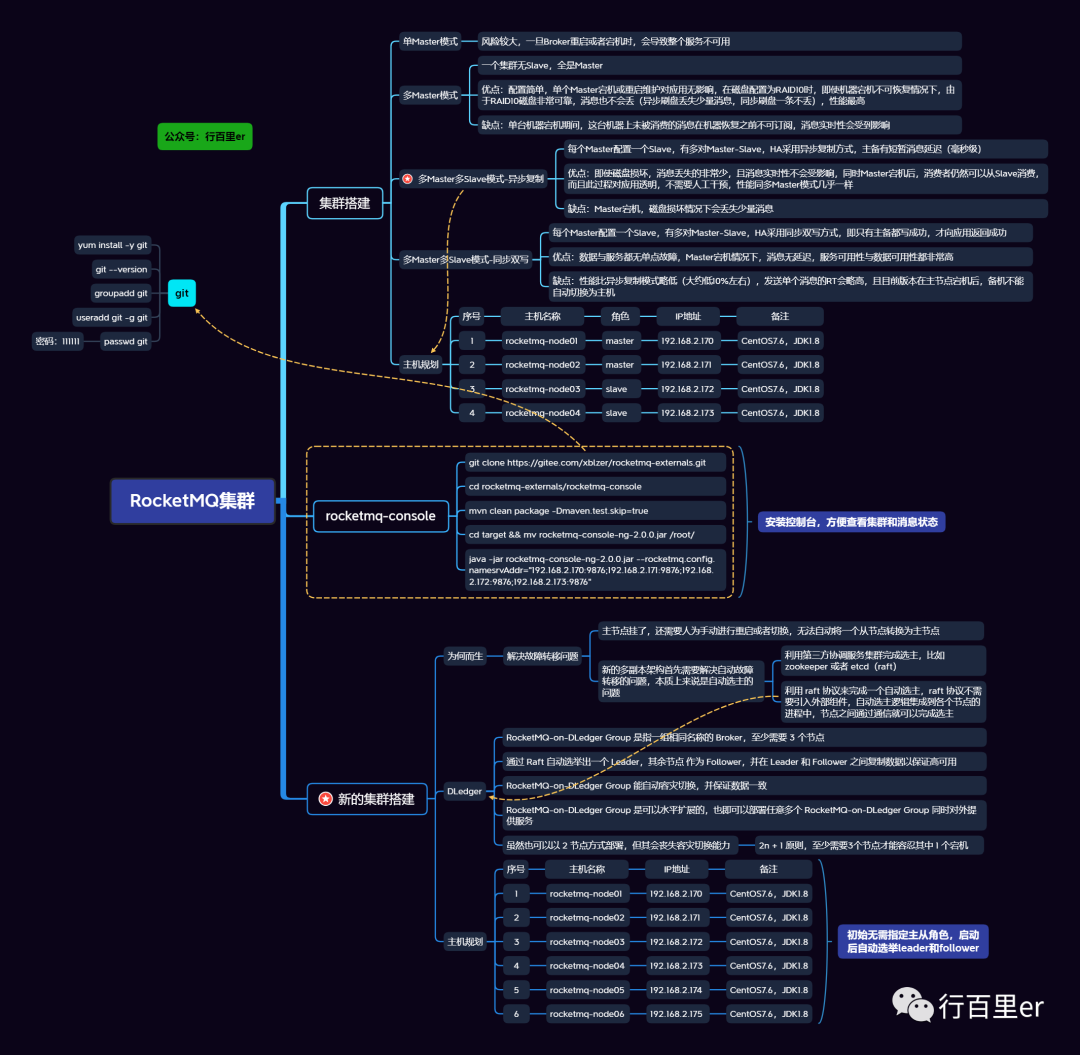 公众号：行百里er
RocketMQ集群
集群搭建
单Master模式
风险较大，一旦Broker重启或者宕机时，会导致整个服务不可用
多Master模式
一个集群无Slave，全是Master
优点：配置简单，单个Master宕机或重启维护对应用无影响，在磁盘配置为RAID10时，即使机器宕机不可恢复情况下，由
于RAID10磁盘非常可靠，消息也不会丢（异步刷盘丢失少量消息，同步刷盘一条不丢），性能最高
缺点：单台机器宕机期间，这台机器上未被消费的消息在机器恢复之前不可订阅，消息实时性会受到影响
多Master多Slave模式-异步复制
每个Master配置一个Slave，有多对Master-Slave，HA采用异步复制方式，主备有短暂消息延迟（毫秒级）
优点：即使磁盘损坏，消息丢失的非常少，且消息实时性不会受影响，同时Master宕机后，消费者仍然可以从Slave消费，
而且此过程对应用透明，不需要人工干预，性能同多Master模式几乎一样
缺点：Master宕机，磁盘损坏情况下会丢失少量消息
多Master多Slave模式-同步双写
每个Master配置一个Slave，有多对Master-Slave，HA采用同步双写方式，即只有主备都写成功，才向应用返回成功
优点：数据与服务都无单点故障，Master宕机情况下，消息无延迟，服务可用性与数据可用性都非常高
缺点：性能比异步复制模式略低（大约低10%左右），发送单个消息的RT会略高，且目前版本在主节点宕机后，备机不能
自动切换为主机
主机规划
序号 主机名称 角色 IP地址 备注
1 rocketmq-node01 master 192.168.2.170 CentOS7.6，JDK1.8
2 rocketmq-node02 master 192.168.2.171 CentOS7.6，JDK1.8
3 rocketmq-node03 slave 192.168.2.172 CentOS7.6，JDK1.8
4 rocketmq-node04 slave 192.168.2.173 CentOS7.6，JDK1.8
git
yum install -y git
git --version
groupadd git
useradd git -g git
passwd git
密码：111111
rocketmq-console
git clone https://gitee.com/xblzer/rocketmq-externals.git
cd rocketmq-externals/rocketmq-console
mvn clean package -Dmaven.test.skip=true
cd target && mv rocketmq-console-ng-2.0.0.jar /root/
java -jar rocketmq-console-ng-2.0.0.jar --rocketmq.config.
namesrvAddr="192.168.2.170:9876;192.168.2.171:9876;192.168.
2.172:9876;192.168.2.173:9876"
安装控制台，方便查看集群和消息状态
新的集群搭建
为何而生
解决故障转移问题
主节点挂了，还需要人为手动进行重启或者切换，无法自动将一个从节点转换为主节点
新的多副本架构首先需要解决自动故障
转移的问题，本质上来说是自动选主的
问题
利用第三方协调服务集群完成选主，比如
zookeeper 或者 etcd（raft）
利用 raft 协议来完成一个自动选主，raft 协议不需
要引入外部组件，自动选主逻辑集成到各个节点的
进程中，节点之间通过通信就可以完成选主
DLedger
RocketMQ-on-DLedger Group 是指一组相同名称的 Broker，至少需要 3 个节点
通过 Raft 自动选举出一个 Leader，其余节点 作为 Follower，并在 Leader 和 Follower 之间复制数据以保证高可用
RocketMQ-on-DLedger Group 能自动容灾切换，并保证数据一致
RocketMQ-on-DLedger Group 是可以水平扩展的，也即可以部署任意多个 RocketMQ-on-DLedger Group 同时对外提
供服务
虽然也可以以 2 节点方式部署，但其会丧失容灾切换能力
2n + 1 原则，至少需要3个节点才能容忍其中 1 个宕机
主机规划
序号 主机名称 IP地址 备注
1 rocketmq-node01 192.168.2.170 CentOS7.6，JDK1.8
2 rocketmq-node02 192.168.2.171 CentOS7.6，JDK1.8
3 rocketmq-node03 192.168.2.172 CentOS7.6，JDK1.8
4 rocketmq-node04 192.168.2.173 CentOS7.6，JDK1.8
5 rocketmq-node05 192.168.2.174 CentOS7.6，JDK1.8
6 rocketmq-node06 192.168.2.175 CentOS7.6，JDK1.8
初始无需指定主从角色，启动
后自动选举leader和follower
行百里er